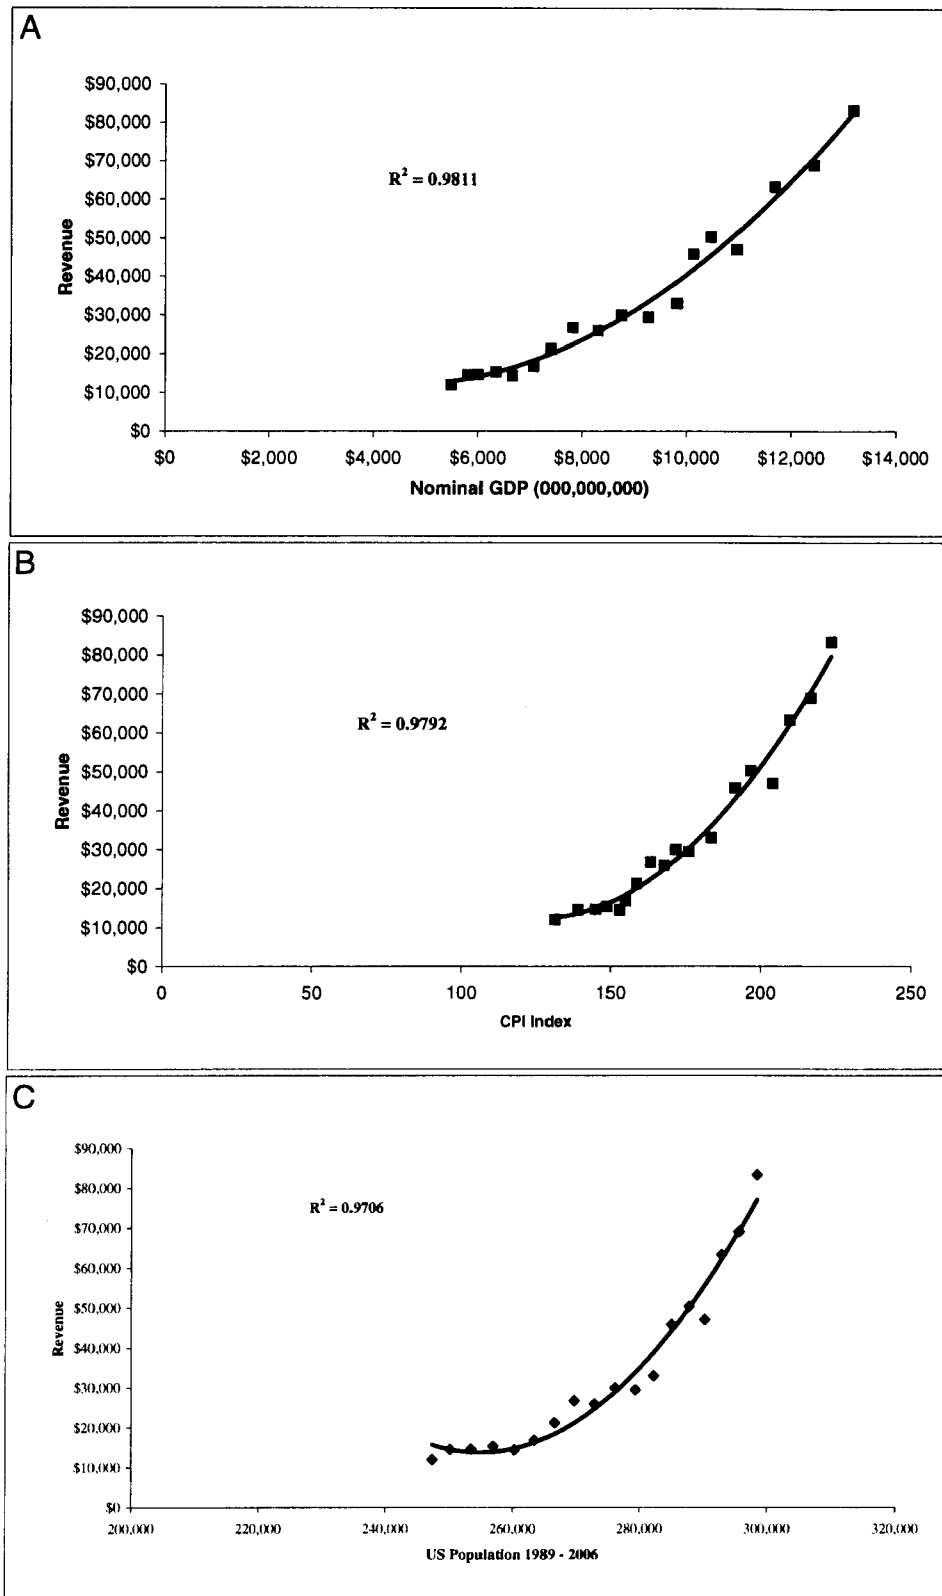 A
$90,000
$80,000
$70,000
$60,000
$50,000
$40,000
$30,000
$20,000
$10,000
$0
Revenue
R² = 0.9811
$0 $2,000 $4,000 $6,000 $8,000 $10,000 $12,000 $14,000
Nominal GDP (000,000,000)
B
$90,000
$80,000
$70,000
$60,000
$50,000
$40,000
$30,000
$20,000
$10,000
$0
Revenue
R² = 0.9792
0 50 100 150 200 250
CPI Index
C
$90,000
$80,000
$70,000
$60,000
$50,000
$40,000
$30,000
$20,000
$10,000
$0
Revenue
R² = 0.9706
200,000 220,000 240,000 260,000 280,000 300,000 320,000
US Population 1989 - 2006